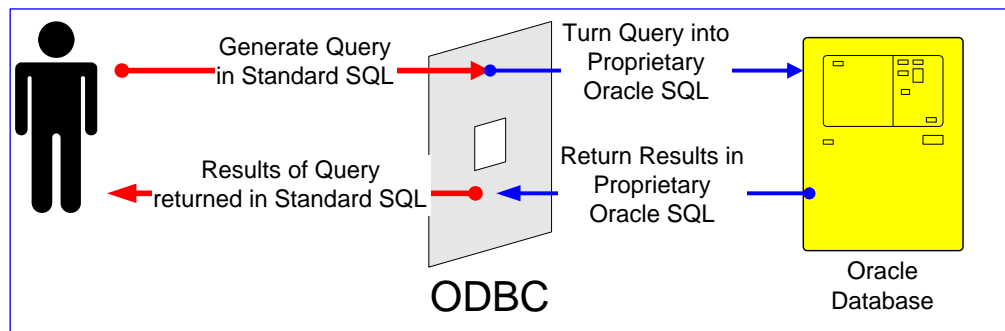 Generate Query
in Standard SQL
Turn Query into
Proprietary
Oracle SQL
Results of Query
returned in Standard SQL
Return Results in
Proprietary
Oracle SQL
ODBC
Oracle
Database